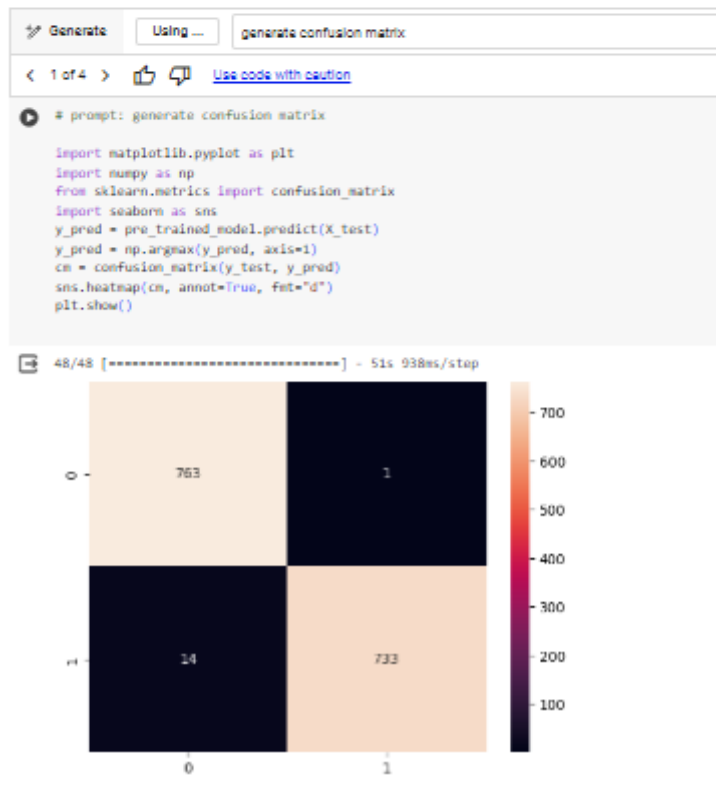 Generate Using ... generate confusion matrix
1 of 4 Use code with caution
# prompt: generate confusion matrix
import matplotlib.pyplot as plt
import numpy as np
from sklearn.metrics import confusion_matrix
import seaborn as sns
y_pred = pre_trained_model.predict(X_test)
y_pred = np.argmax(y_pred, axis=1)
cm = confusion_matrix(y_test, y_pred)
sns.heatmap(cm, annot=True, fmt="d")
plt.show()
48/48 [==============================] - 51s 938ms/step
700
0 763 1
600
500
400
300
1 14 733
200
100
0 1